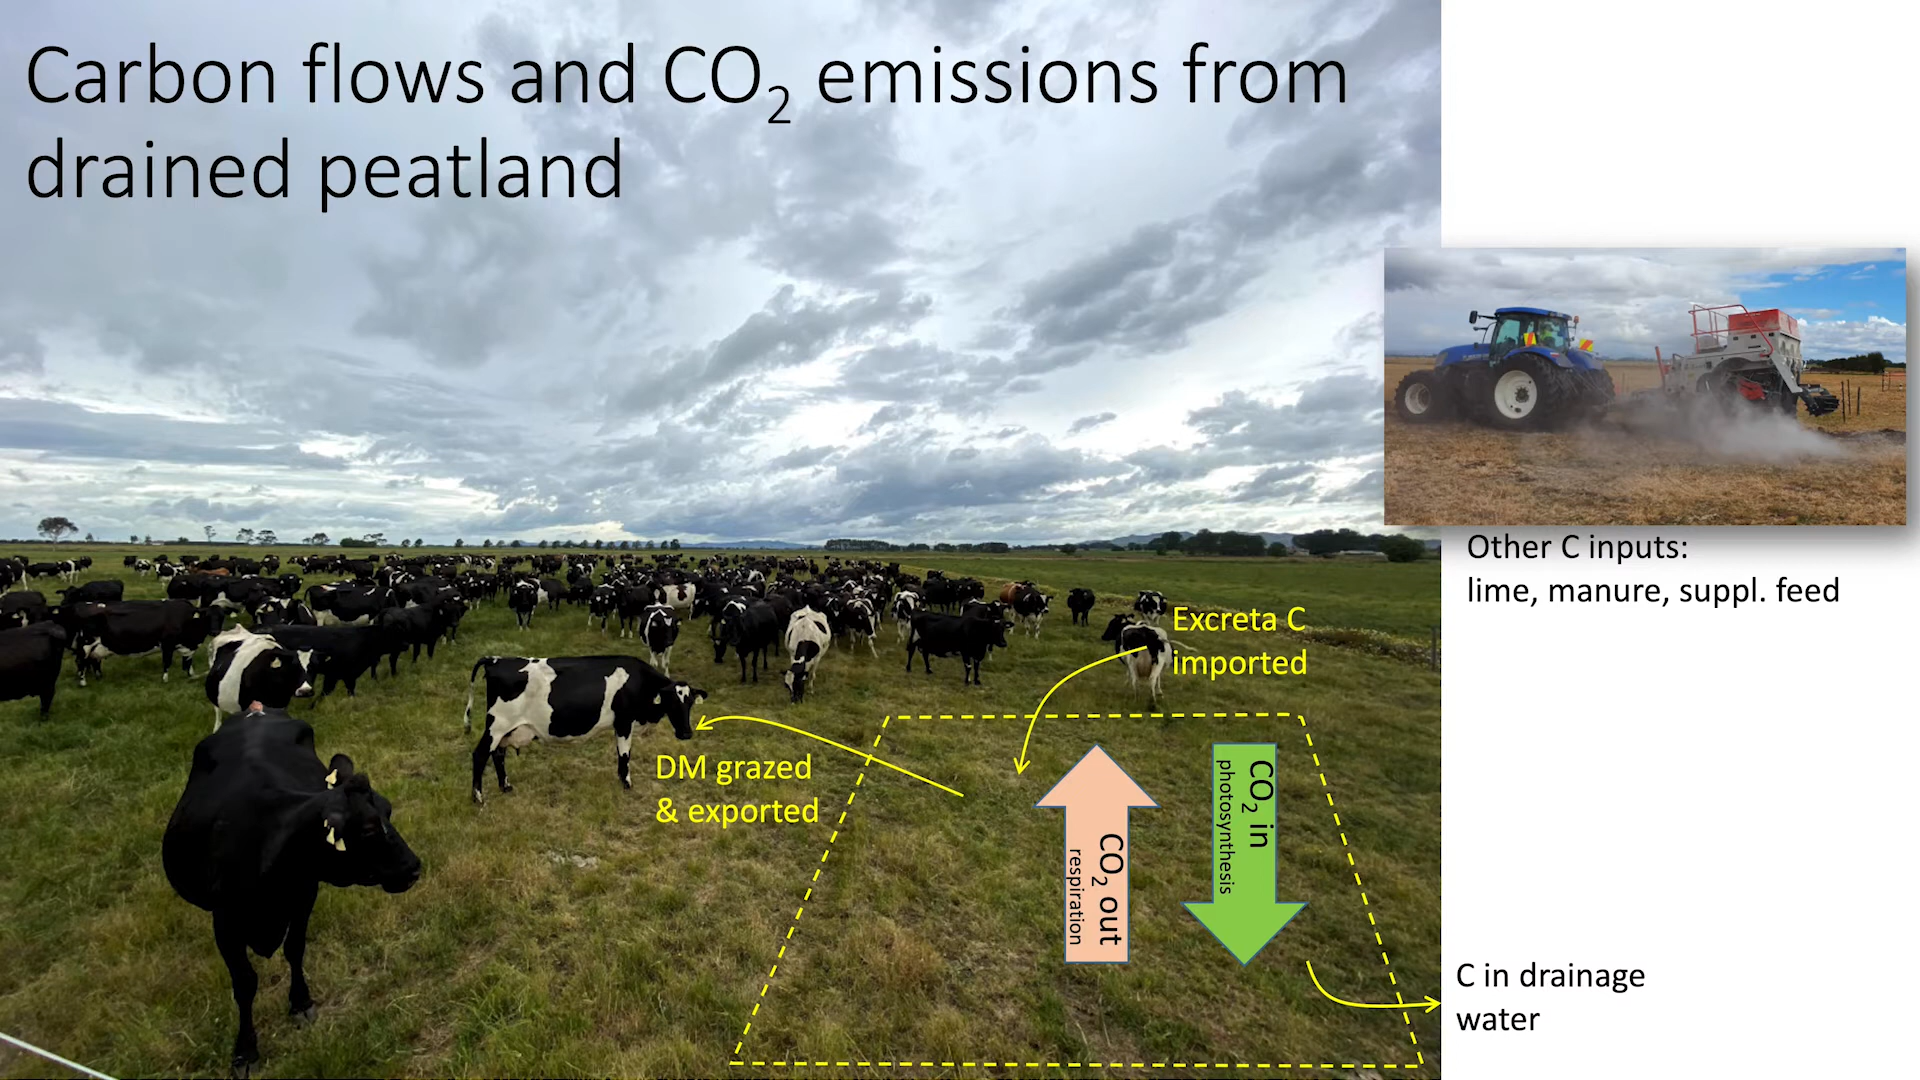 Carbon flows and CO₂ emissions from
drained peatland
Other C inputs:
lime, manure, suppl. feed
Excreta C
imported
DM grazed
& exported
CO₂ out
respiration
CO₂ in
photosynthesis
C in drainage
water